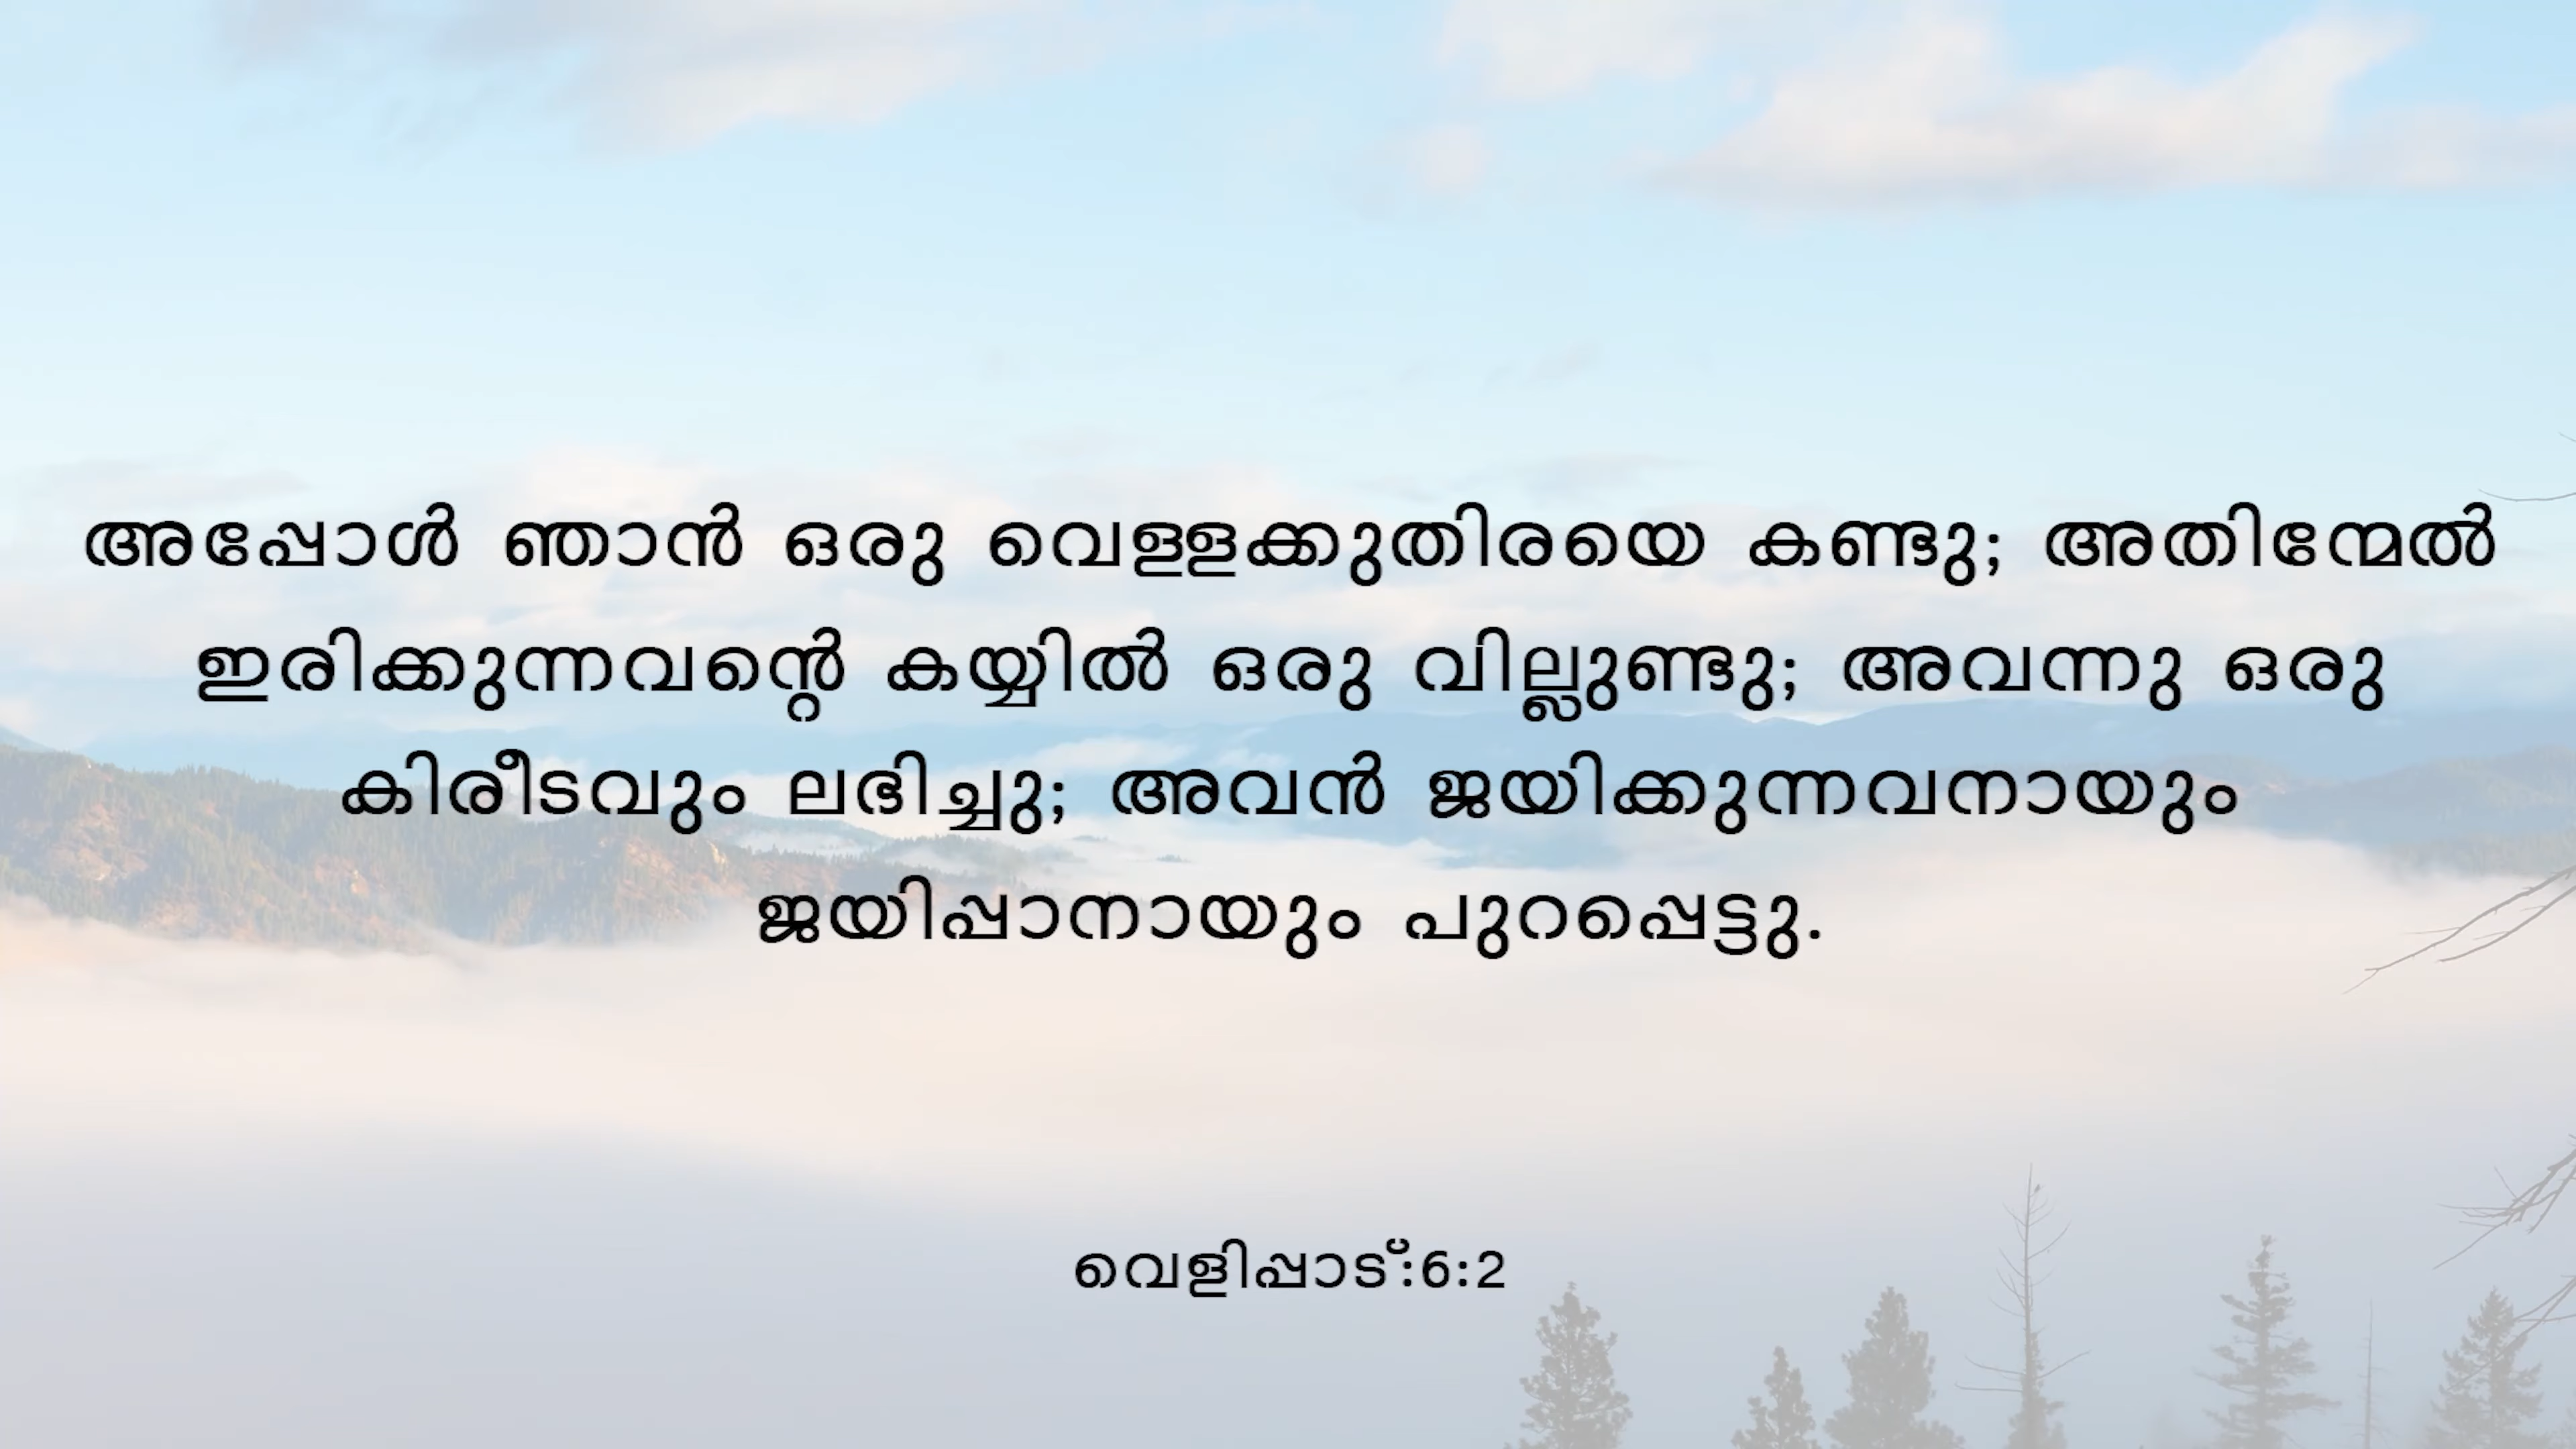 അപ്പോൾ ഞാൻ ഒരു വെള്ളക്കുതിരയെ കണ്ടു; അതിന്മേൽ
ഇരിക്കുന്നവന്റെ കയ്യിൽ ഒരു വില്ലുണ്ടു; അവന്നു ഒരു
കിരീടവും ലഭിച്ചു; അവൻ ജയിക്കുന്നവനായും
ജയിപ്പാനായും പുറപ്പെട്ടു.
വെളിപ്പാട്:6:2